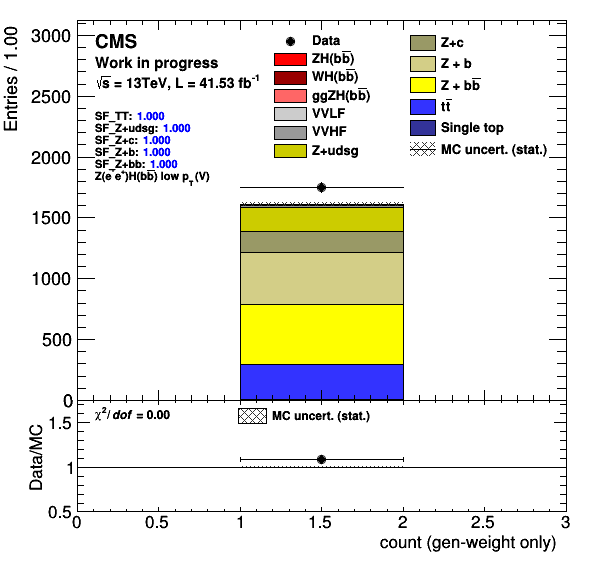 CMS
Work in progress
√s = 13TeV, L = 41.53 fb⁻¹
SF_TT: 1.000
SF_Z+udsg: 1.000
SF_Z+c: 1.000
SF_Z+b: 1.000
SF_Z+bb: 1.000
Z(e⁻e⁺)H(bb̅) low p_T(V)
Data
ZH(bb̅)
WH(bb̅)
ggZH(bb̅)
VVLF
VVHF
Z+udsg
Z+c
Z + b
Z + bb̅
tt̅
Single top
MC uncert. (stat.)
Entries / 1.00
3000
2500
2000
1500
1000
500
0
χ²/dof = 0.00
MC uncert. (stat.)
Data/MC
1.5
1
0.5
0
0.5
1
1.5
2
2.5
3
count (gen-weight only)